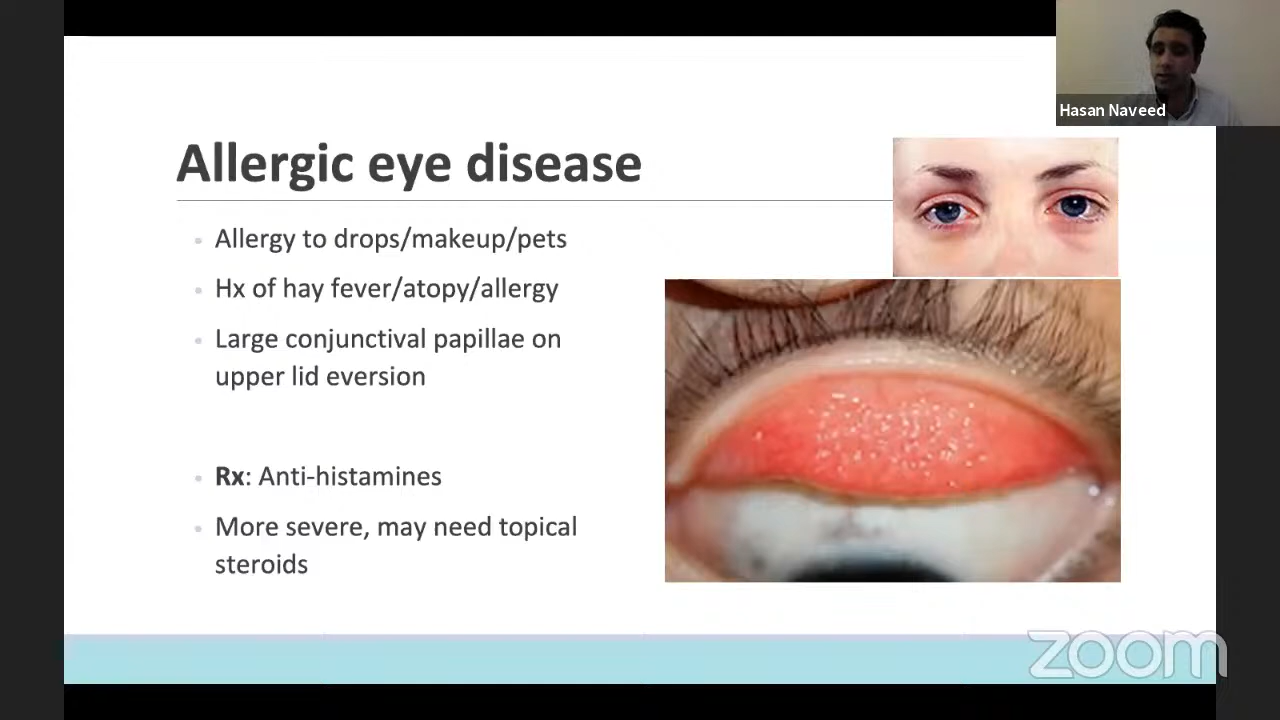 Hasan Naveed
Allergic eye disease
Allergy to drops/makeup/pets
Hx of hay fever/atopy/allergy
Large conjunctival papillae on
upper lid eversion
Rx: Anti-histamines
More severe, may need topical
steroids
zoom